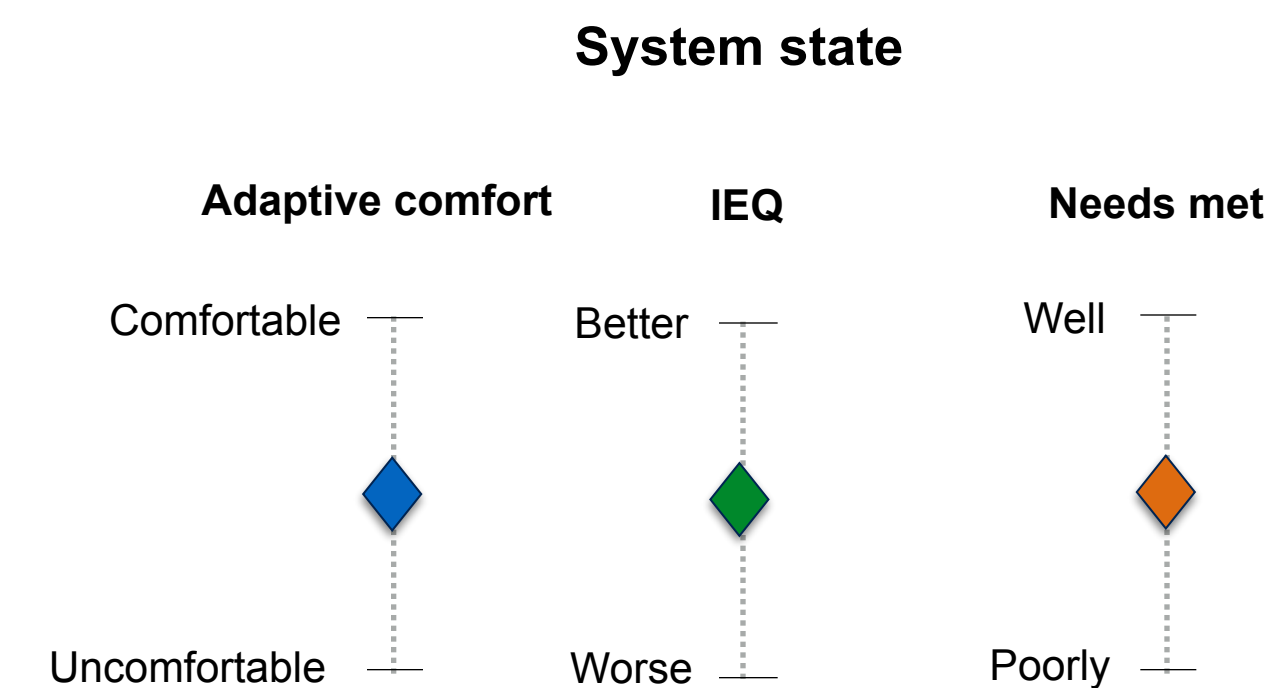 System state
Adaptive comfort
IEQ
Needs met
Comfortable
Better
Well
Uncomfortable
Worse
Poorly